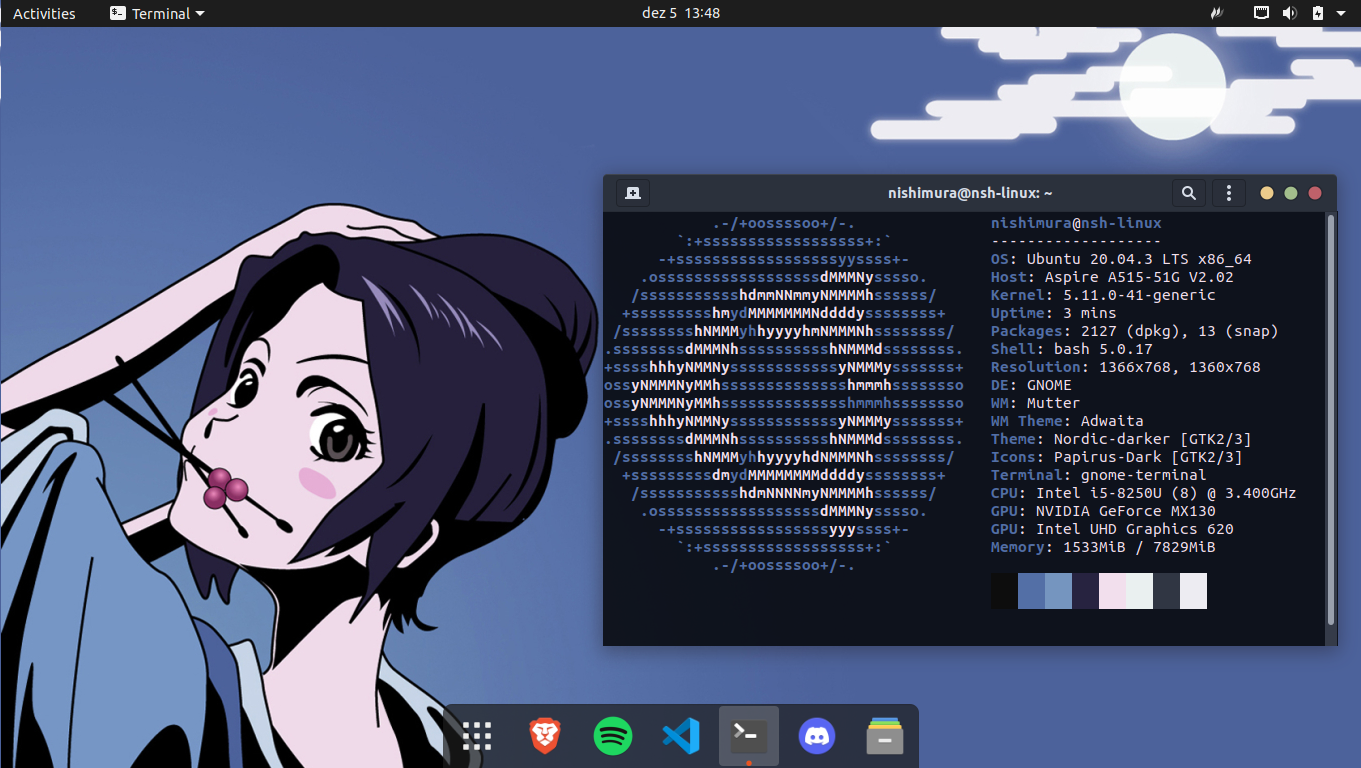 Activities
Terminal
dez 5 13:48
nishimura@nsh-linux: ~
.-/+oossssoo+/-.
`:+ssssssssssssssssss+:`
-+ssssssssssssssssssyyssss+-
.ossssssssssssssssssdMMMNysssso.
/ssssssssssshdmmNNmmyNMMMMhssssss/
+ssssssssshmydMMMMMMMNddddyssssssss+
/sssssssshNMMMyhhyyyyhmNMMMNhssssssss/
.ssssssssdMMMNhsssssssssshNMMMdssssssss.
+sssshhhyNMMNyssssssssssssyNMMMysssssss+
ossyNMMMNyMMhsssssssssssssshmmmhssssssso
ossyNMMMNyMMhsssssssssssssshmmmhssssssso
+sssshhhyNMMNyssssssssssssyNMMMysssssss+
.ssssssssdMMMNhsssssssssshNMMMdssssssss.
/sssssssshNMMMyhhyyyyhdNMMMNhssssssss/
+sssssssssdmydMMMMMMMMddddyssssssss+
/ssssssssssshdmNNNNmyNMMMMhssssss/
.ossssssssssssssssssdMMMNysssso.
-+sssssssssssssssssyyyssss+-
`:+ssssssssssssssssss+:`
.-/+oossssoo+/-.
nishimura@nsh-linux
-------------------
OS: Ubuntu 20.04.3 LTS x86_64
Host: Aspire A515-51G V2.02
Kernel: 5.11.0-41-generic
Uptime: 3 mins
Packages: 2127 (dpkg), 13 (snap)
Shell: bash 5.0.17
Resolution: 1366x768, 1360x768
DE: GNOME
WM: Mutter
WM Theme: Adwaita
Theme: Nordic-darker [GTK2/3]
Icons: Papirus-Dark [GTK2/3]
Terminal: gnome-terminal
CPU: Intel i5-8250U (8) @ 3.400GHz
GPU: NVIDIA GeForce MX130
GPU: Intel UHD Graphics 620
Memory: 1533MiB / 7829MiB